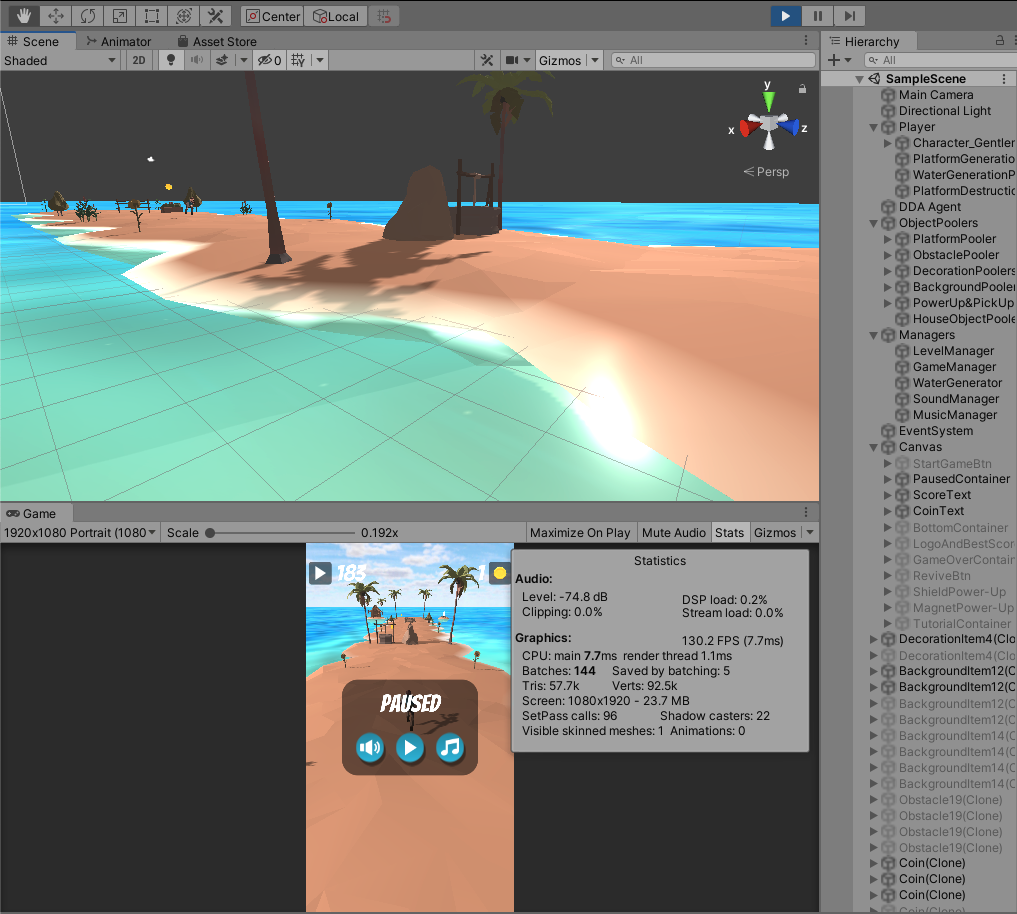 Center Local
Scene Animator Asset Store
Shaded 2D 0 Gizmos All
y
x z
Persp
Hierarchy
All
SampleScene
Main Camera
Directional Light
Player
Character_Gentler
PlatformGeneratio
WaterGenerationP
PlatformDestructic
DDA Agent
ObjectPoolers
PlatformPooler
ObstaclePooler
DecorationPoolers
BackgroundPooler
PowerUp&PickUp
HouseObjectPoole
Managers
LevelManager
GameManager
WaterGenerator
SoundManager
MusicManager
EventSystem
Canvas
StartGameBtn
PausedContainer
ScoreText
CoinText
BottomContainer
LogoAndBestScor
GameOverContain
ReviveBtn
ShieldPower-Up
MagnetPower-Up
TutorialContainer
DecorationItem4(Clo
DecorationItem4(Clo
BackgroundItem12(C
BackgroundItem12(C
BackgroundItem12(C
BackgroundItem12(C
BackgroundItem14(C
BackgroundItem14(C
BackgroundItem14(C
BackgroundItem14(C
Obstacle19(Clone)
Obstacle19(Clone)
Obstacle19(Clone)
Obstacle19(Clone)
Coin(Clone)
Coin(Clone)
Coin(Clone)
Coin(Clone)
Game
1920x1080 Portrait (1080 Scale 0.192x Maximize On Play Mute Audio Stats Gizmos
183 1
PAUSED
Statistics
Audio:
Level: -74.8 dB DSP load: 0.2%
Clipping: 0.0% Stream load: 0.0%
Graphics: 130.2 FPS (7.7ms)
CPU: main 7.7ms render thread 1.1ms
Batches: 144 Saved by batching: 5
Tris: 57.7k Verts: 92.5k
Screen: 1080x1920 - 23.7 MB
SetPass calls: 96 Shadow casters: 22
Visible skinned meshes: 1 Animations: 0